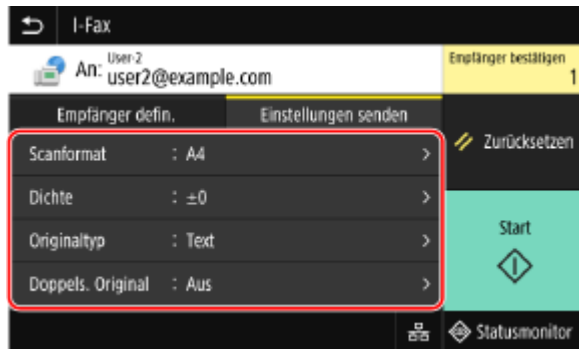 I-Fax
An: User-2
user2@example.com
Empfänger bestätigen
1
Empfänger defin.
Einstellungen senden
Zurücksetzen
Scanformat : A4
Dichte : ±0
Originaltyp : Text
Doppels. Original : Aus
Start
Statusmonitor